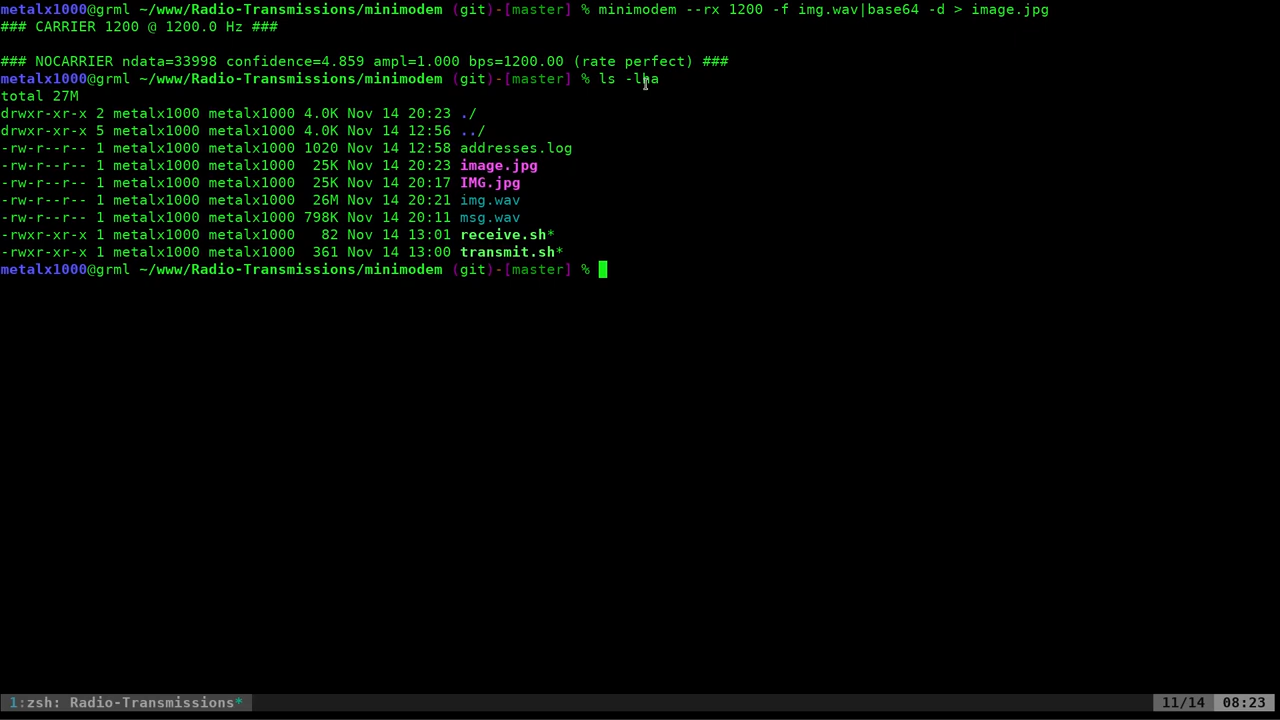 metalx1000@grml ~/www/Radio-Transmissions/minimodem (git)-[master] % minimodem --rx 1200 -f img.wav|base64 -d > image.jpg
### CARRIER 1200 @ 1200.0 Hz ###
### NOCARRIER ndata=33998 confidence=4.859 ampl=1.000 bps=1200.00 (rate perfect) ###
metalx1000@grml ~/www/Radio-Transmissions/minimodem (git)-[master] % ls -lha
total 27M
drwxr-xr-x 2 metalx1000 metalx1000 4.0K Nov 14 20:23 ./
drwxr-xr-x 5 metalx1000 metalx1000 4.0K Nov 14 12:56 ../
-rw-r--r-- 1 metalx1000 metalx1000 1020 Nov 14 12:58 addresses.log
-rw-r--r-- 1 metalx1000 metalx1000  25K Nov 14 20:23 image.jpg
-rw-r--r-- 1 metalx1000 metalx1000  25K Nov 14 20:17 IMG.jpg
-rw-r--r-- 1 metalx1000 metalx1000  26M Nov 14 20:21 img.wav
-rw-r--r-- 1 metalx1000 metalx1000 798K Nov 14 20:11 msg.wav
-rwxr-xr-x 1 metalx1000 metalx1000   82 Nov 14 13:01 receive.sh*
-rwxr-xr-x 1 metalx1000 metalx1000  361 Nov 14 13:00 transmit.sh*
metalx1000@grml ~/www/Radio-Transmissions/minimodem (git)-[master] %
1:zsh: Radio-Transmissions* 11/14 08:23